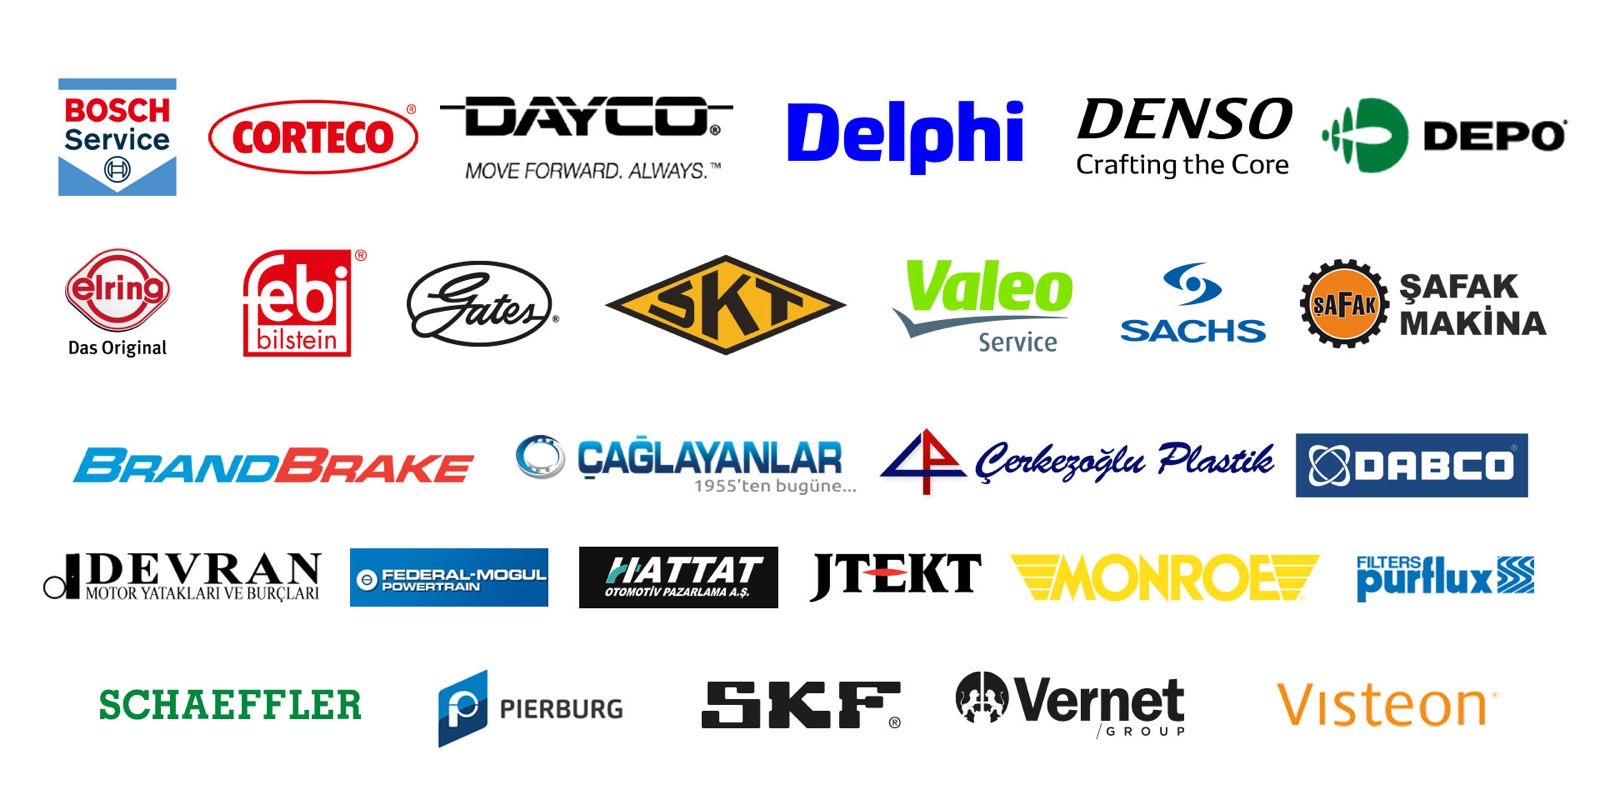 BOSCH
Service
CORTECO®
DAYCO®
MOVE FORWARD. ALWAYS.™
Delphi
DENSO
Crafting the Core
DEPO®
elring
Das Original
febi®
bilstein
Gates®
SKT
Valeo
Service
SACHS
ŞAFAK
ŞAFAK
MAKİNA
BRANDBRAKE
ÇAĞLAYANLAR
1955'ten bugüne...
Çerkezoğlu Plastik
DABCO®
DEVRAN
MOTOR YATAKLARI VE BURÇLARI
FEDERAL-MOGUL
POWERTRAIN
HATTAT
OTOMOTİV PAZARLAMA A.Ş.
JTEKT
MONROE®
FILTERS
purflux
SCHAEFFLER
PIERBURG
SKF®
Vernet
/GROUP
Visteon®